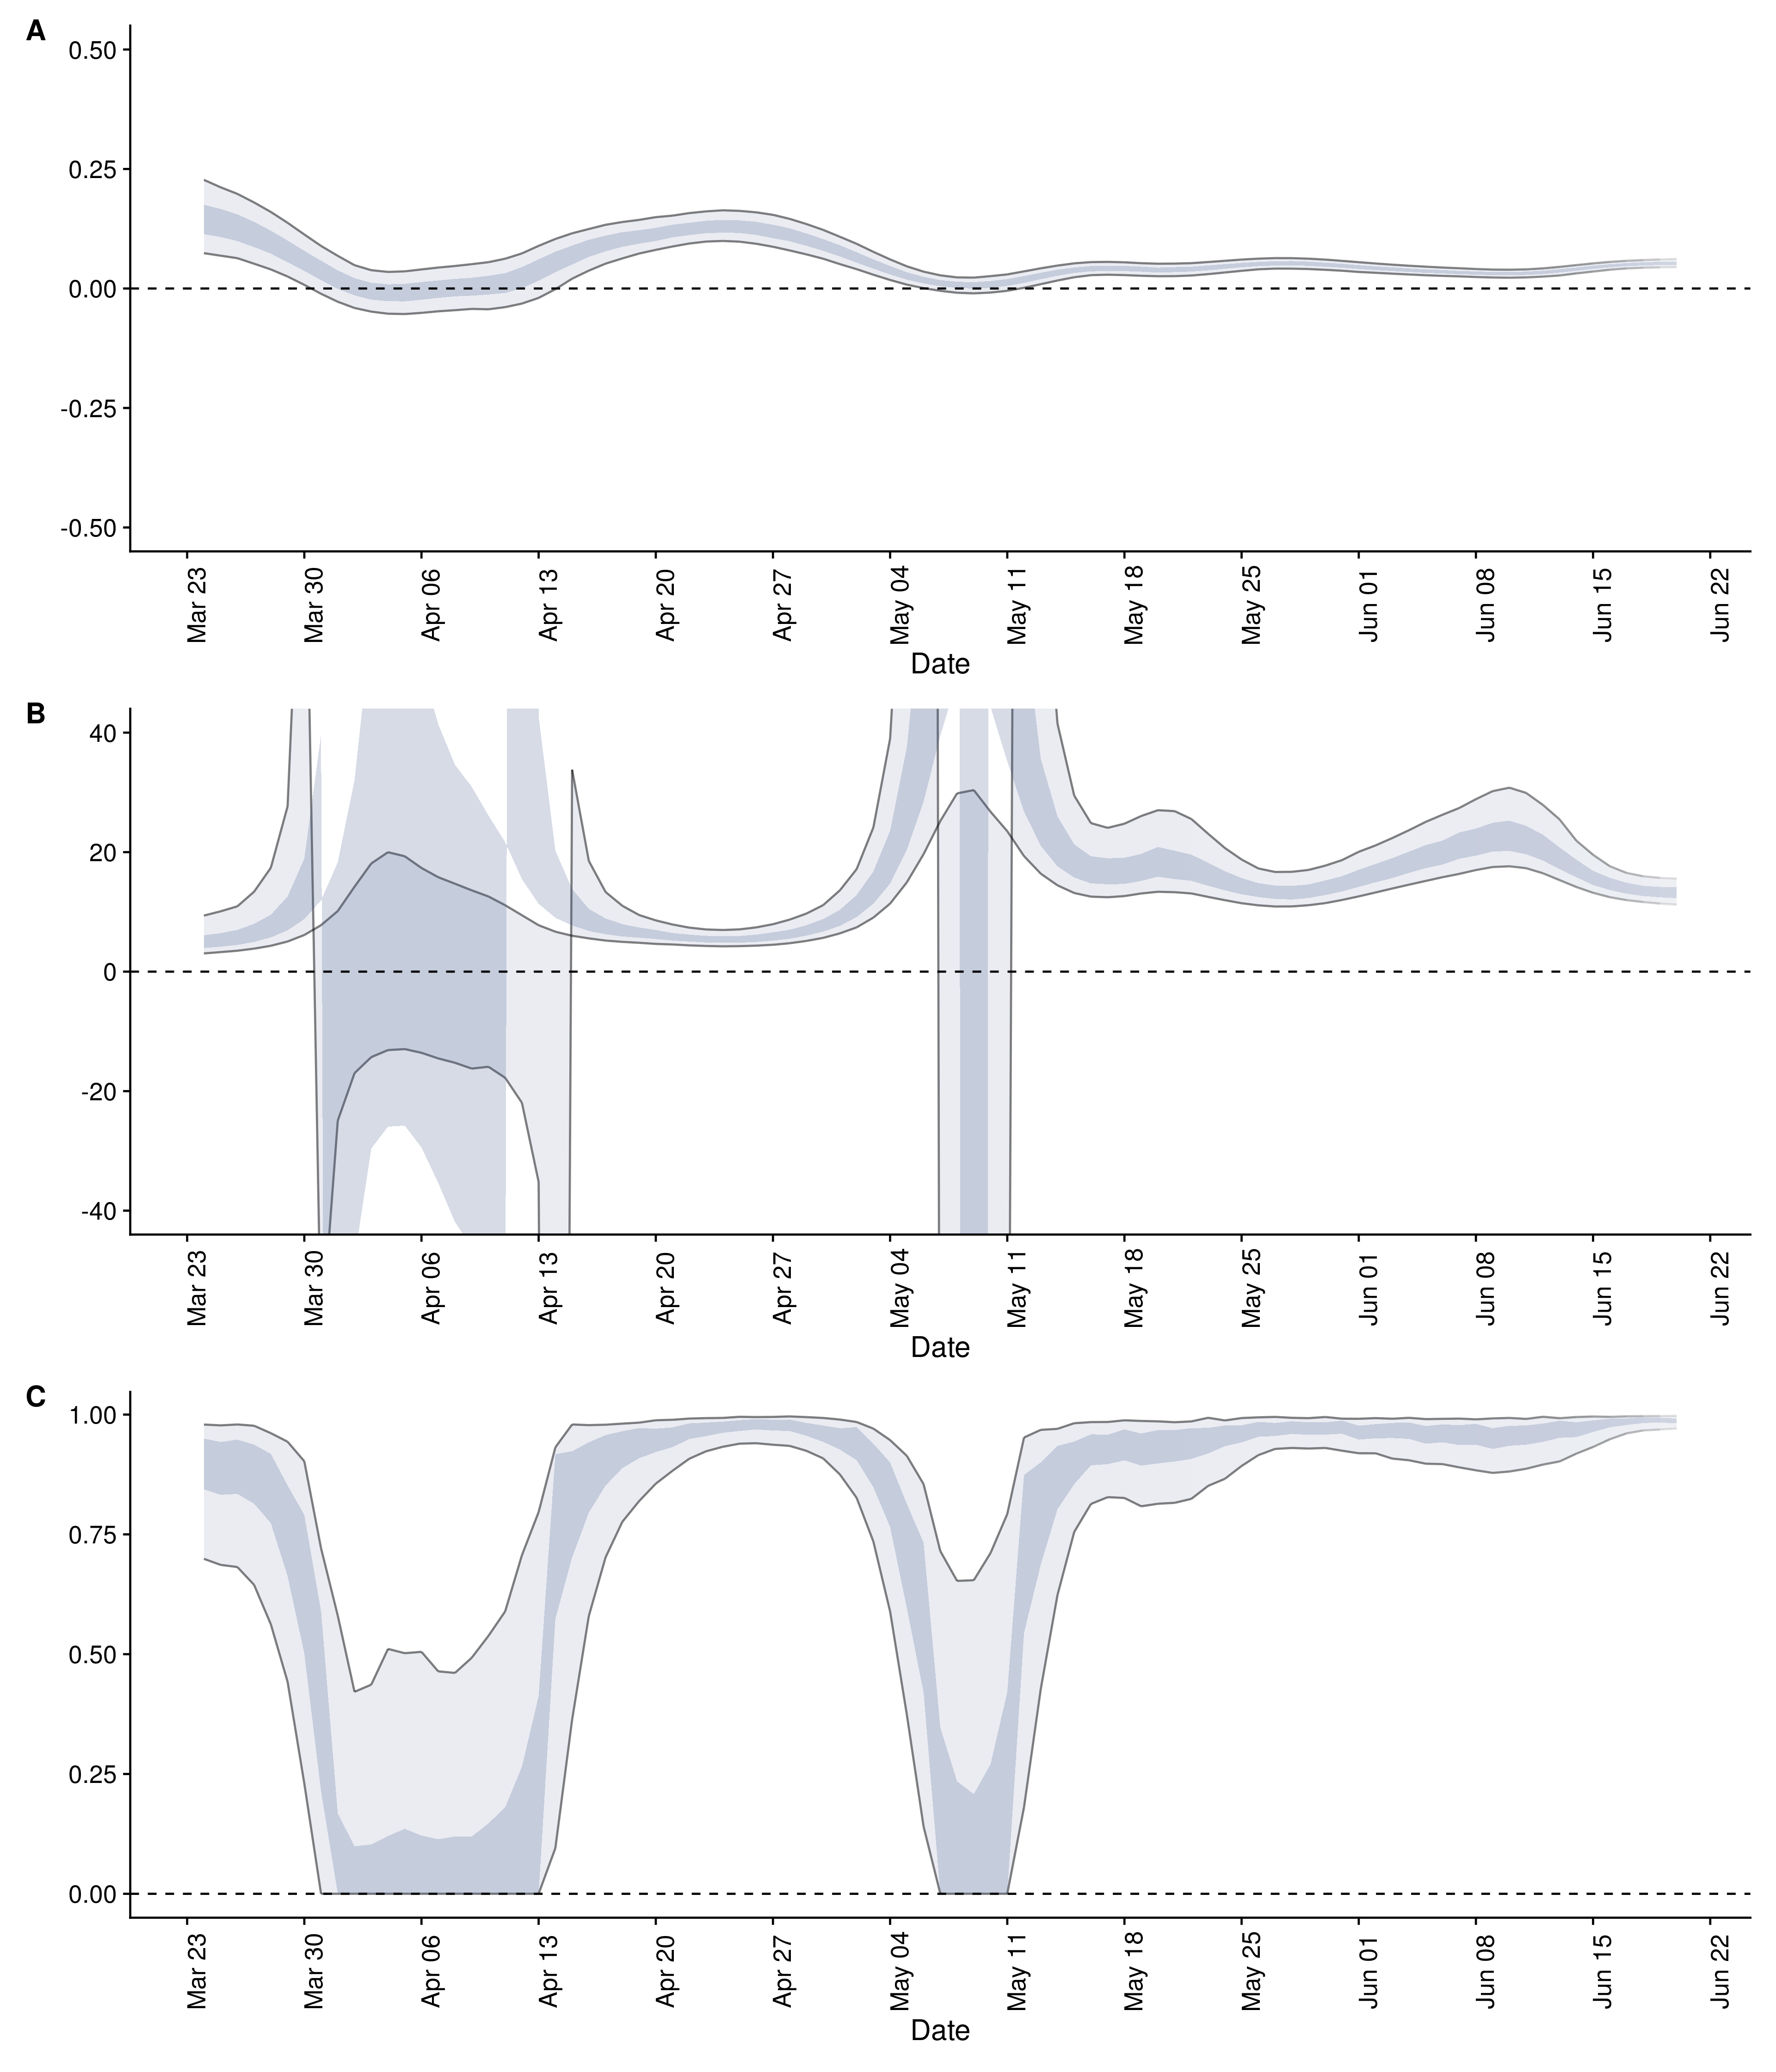 A
0.50
0.25
0.00
-0.25
-0.50
Mar 23
Mar 30
Apr 06
Apr 13
Apr 20
Apr 27
May 04
May 11
May 18
May 25
Jun 01
Jun 08
Jun 15
Jun 22
Date
B
40
20
0
-20
-40
Mar 23
Mar 30
Apr 06
Apr 13
Apr 20
Apr 27
May 04
May 11
May 18
May 25
Jun 01
Jun 08
Jun 15
Jun 22
Date
C
1.00
0.75
0.50
0.25
0.00
Mar 23
Mar 30
Apr 06
Apr 13
Apr 20
Apr 27
May 04
May 11
May 18
May 25
Jun 01
Jun 08
Jun 15
Jun 22
Date